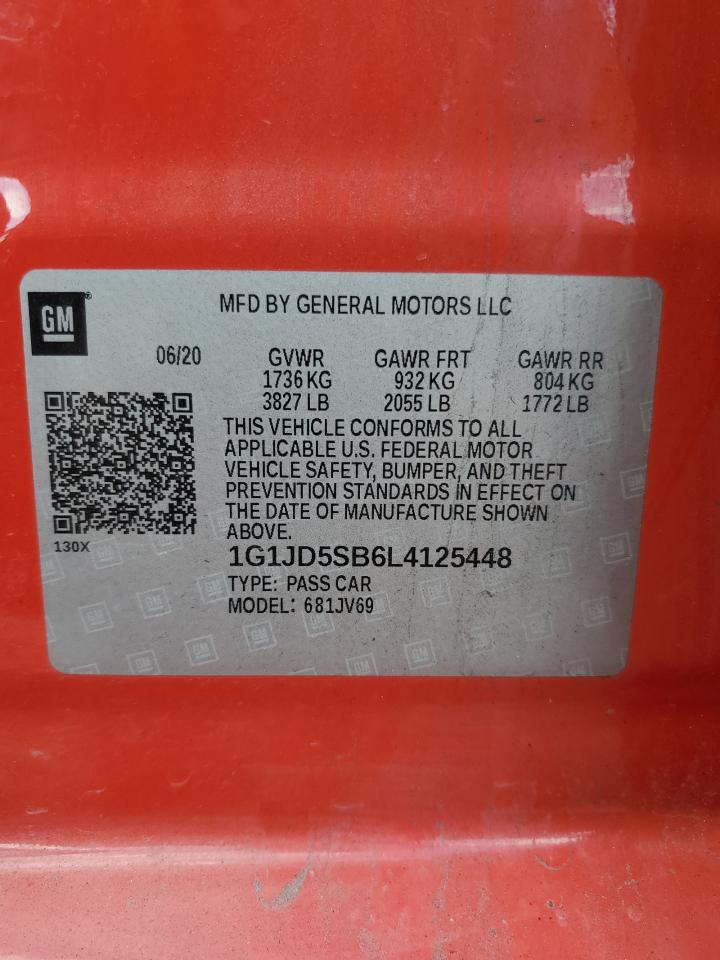 GM®
MFD BY GENERAL MOTORS LLC
06/20 GVWR GAWR FRT GAWR RR
1736 KG 932 KG 804 KG
3827 LB 2055 LB 1772 LB
THIS VEHICLE CONFORMS TO ALL
APPLICABLE U.S. FEDERAL MOTOR
VEHICLE SAFETY, BUMPER, AND THEFT
PREVENTION STANDARDS IN EFFECT ON
THE DATE OF MANUFACTURE SHOWN
ABOVE.
130X
1G1JD5SB6L4125448
TYPE: PASS CAR
MODEL: 681JV69